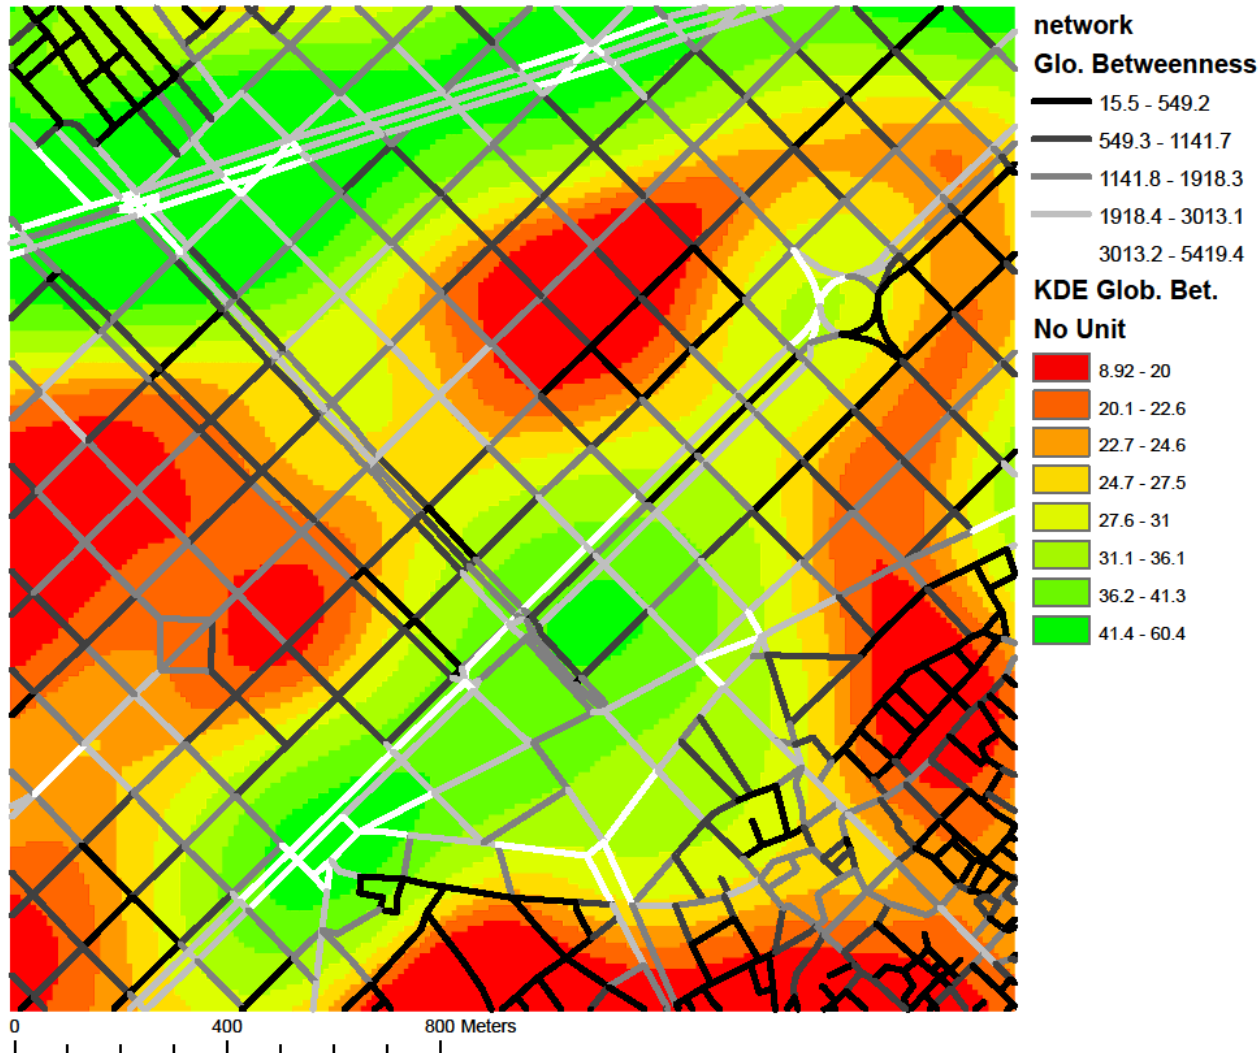 network
Glo. Betweenness
15.5 - 549.2
549.3 - 1141.7
1141.8 - 1918.3
1918.4 - 3013.1
3013.2 - 5419.4
KDE Glob. Bet.
No Unit
8.92 - 20
20.1 - 22.6
22.7 - 24.6
24.7 - 27.5
27.6 - 31
31.1 - 36.1
36.2 - 41.3
41.4 - 60.4
0 400 800 Meters